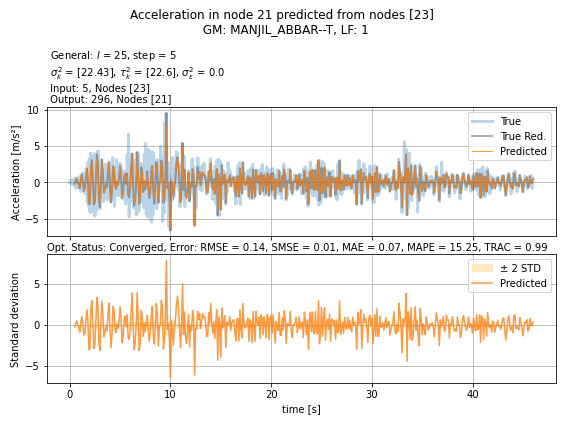 Acceleration in node 21 predicted from nodes [23]
GM: MANJIL_ABBAR--T, LF: 1
General: l = 25, step = 5
σ²ₖ = [22.43], τ²ₖ = [22.6], σ²ε = 0.0
Input: 5, Nodes [23]
Output: 296, Nodes [21]
Acceleration [m/s²]
10
5
0
−5
True
True Red.
Predicted
Opt. Status: Converged, Error: RMSE = 0.14, SMSE = 0.01, MAE = 0.07, MAPE = 15.25, TRAC = 0.99
Standard deviation
5
0
−5
± 2 STD
Predicted
0 10 20 30 40
time [s]